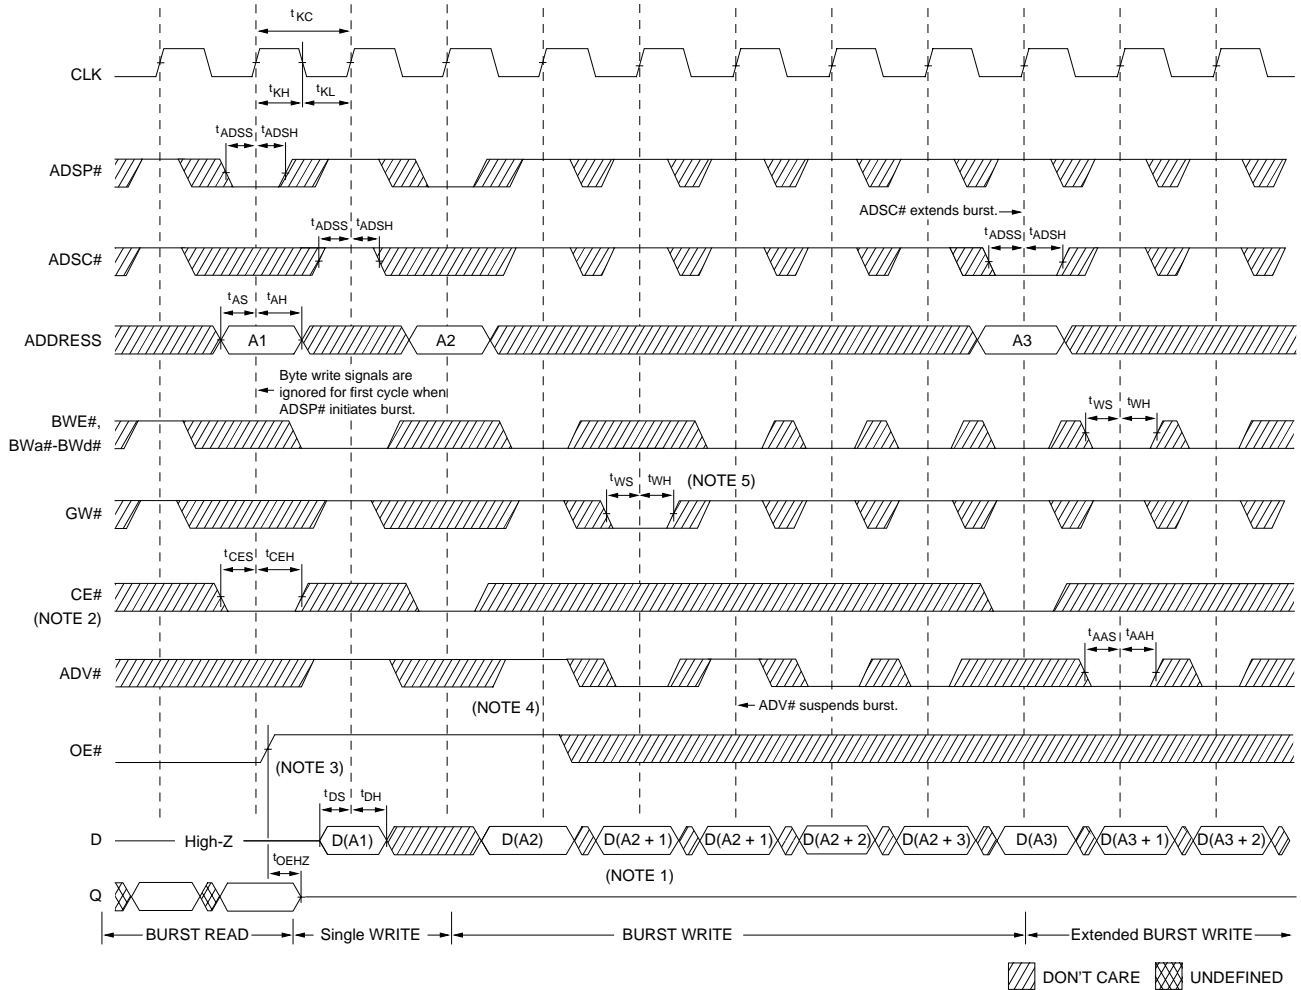 tKC
CLK
tKH tKL
tADSS tADSH
ADSP#
ADSC# extends burst.
tADSS tADSH tADSS tADSH
ADSC#
tAS tAH
ADDRESS A1 A2 A3
Byte write signals are
ignored for first cycle when
ADSP# initiates burst.
BWE#,
BWa#-BWd#
tWS tWH
tWS tWH (NOTE 5)
GW#
tCES tCEH
CE#
(NOTE 2)
tAAS tAAH
ADV#
(NOTE 4) ADV# suspends burst.
OE#
(NOTE 3)
tDS tDH
D High-Z D(A1) D(A2) D(A2 + 1) D(A2 + 1) D(A2 + 2) D(A2 + 3) D(A3) D(A3 + 1) D(A3 + 2)
tOEHZ (NOTE 1)
Q
BURST READ Single WRITE BURST WRITE Extended BURST WRITE
DON'T CARE UNDEFINED